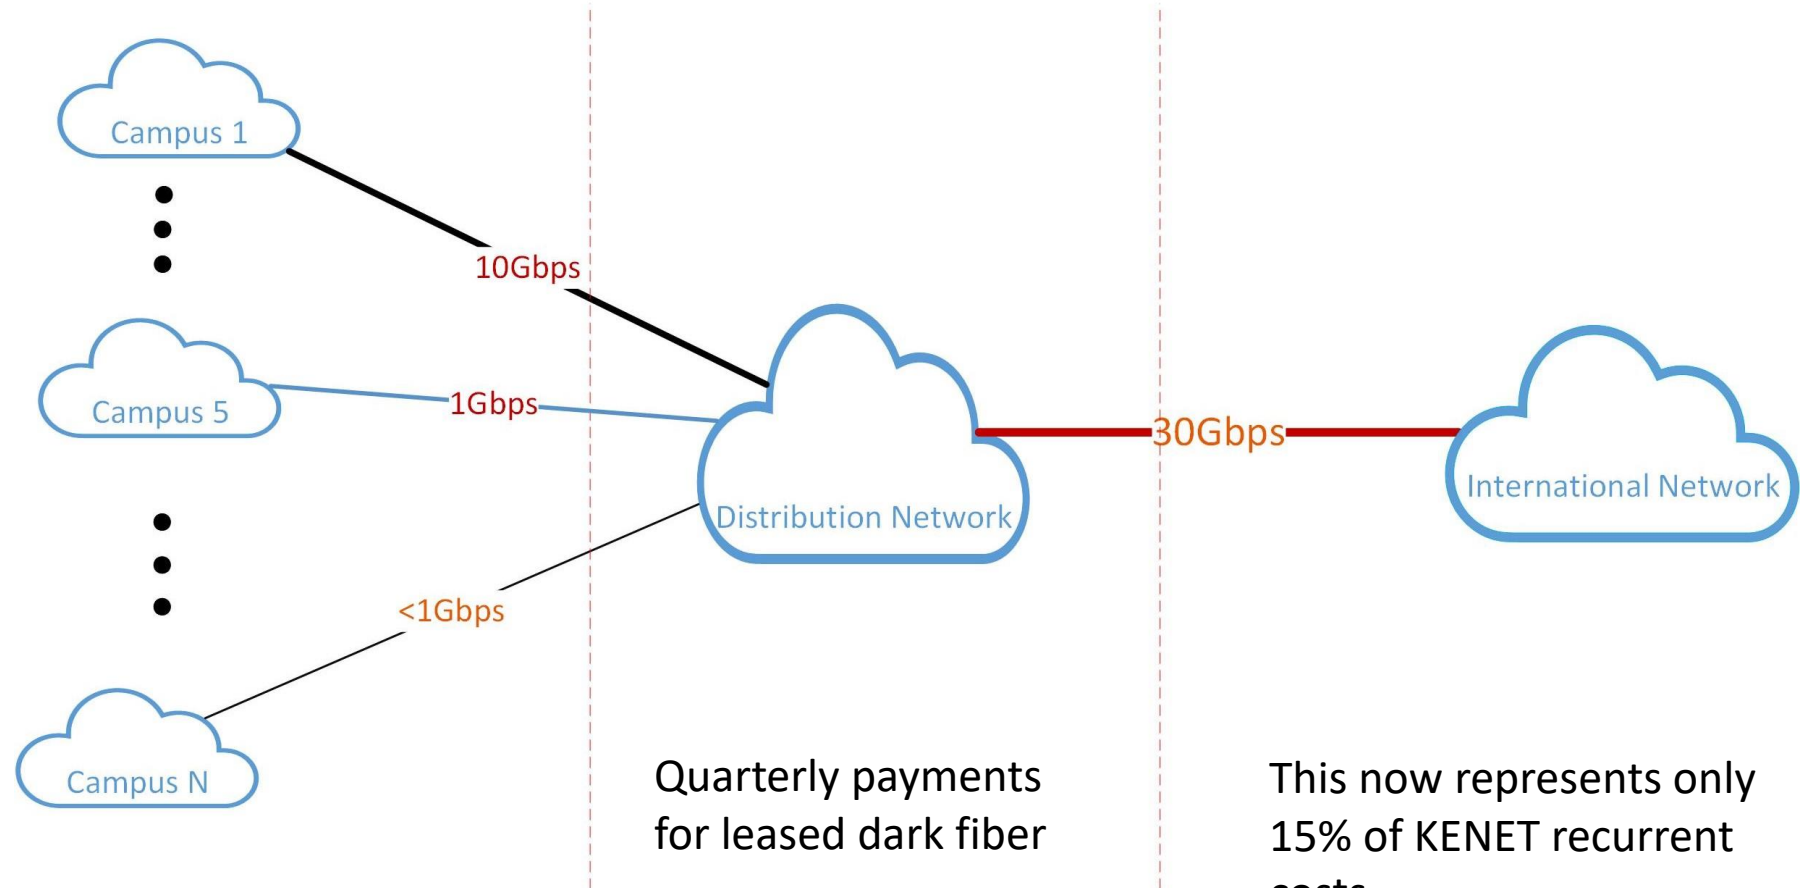 Campus 1
10Gbps
Campus 5
1Gbps
30Gbps
International Network
Distribution Network
<1Gbps
Campus N
Quarterly payments
for leased dark fiber
This now represents only
15% of KENET recurrent
costs